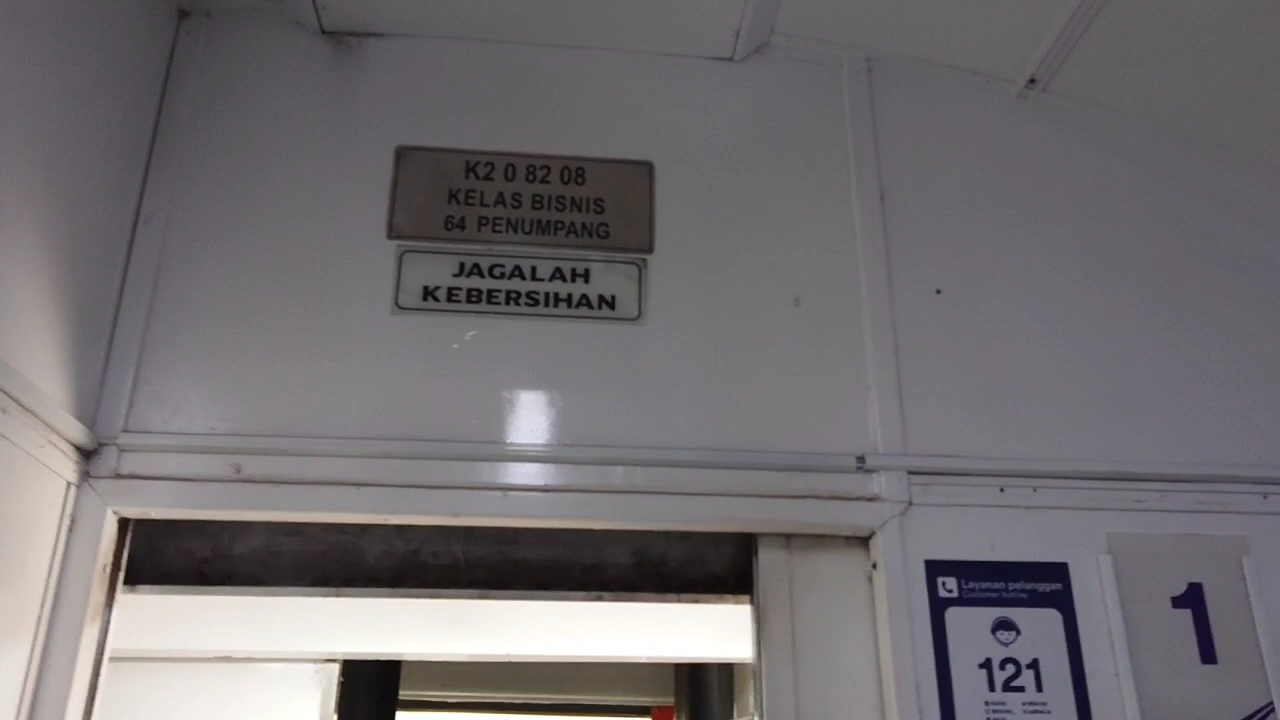 K2 0 82 08
KELAS BISNIS
64 PENUMPANG
JAGALAH
KEBERSIHAN
Layanan pelanggan
Customer hotline
121
1